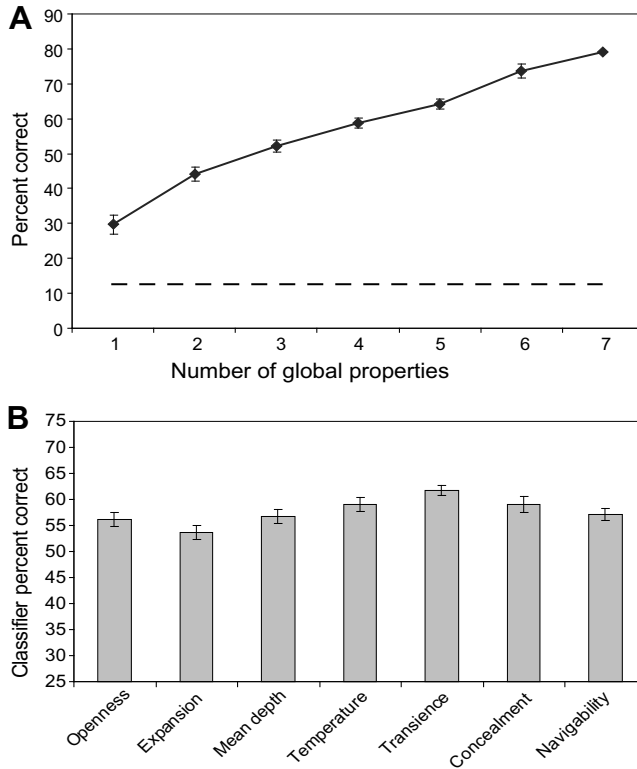 A
90
80
70
60
50
40
30
20
10
0
Percent correct
1 2 3 4 5 6 7
Number of global properties
B
75
70
65
60
55
50
45
40
35
30
25
Classifier percent correct
Openness
Expansion
Mean depth
Temperature
Transience
Concealment
Navigability